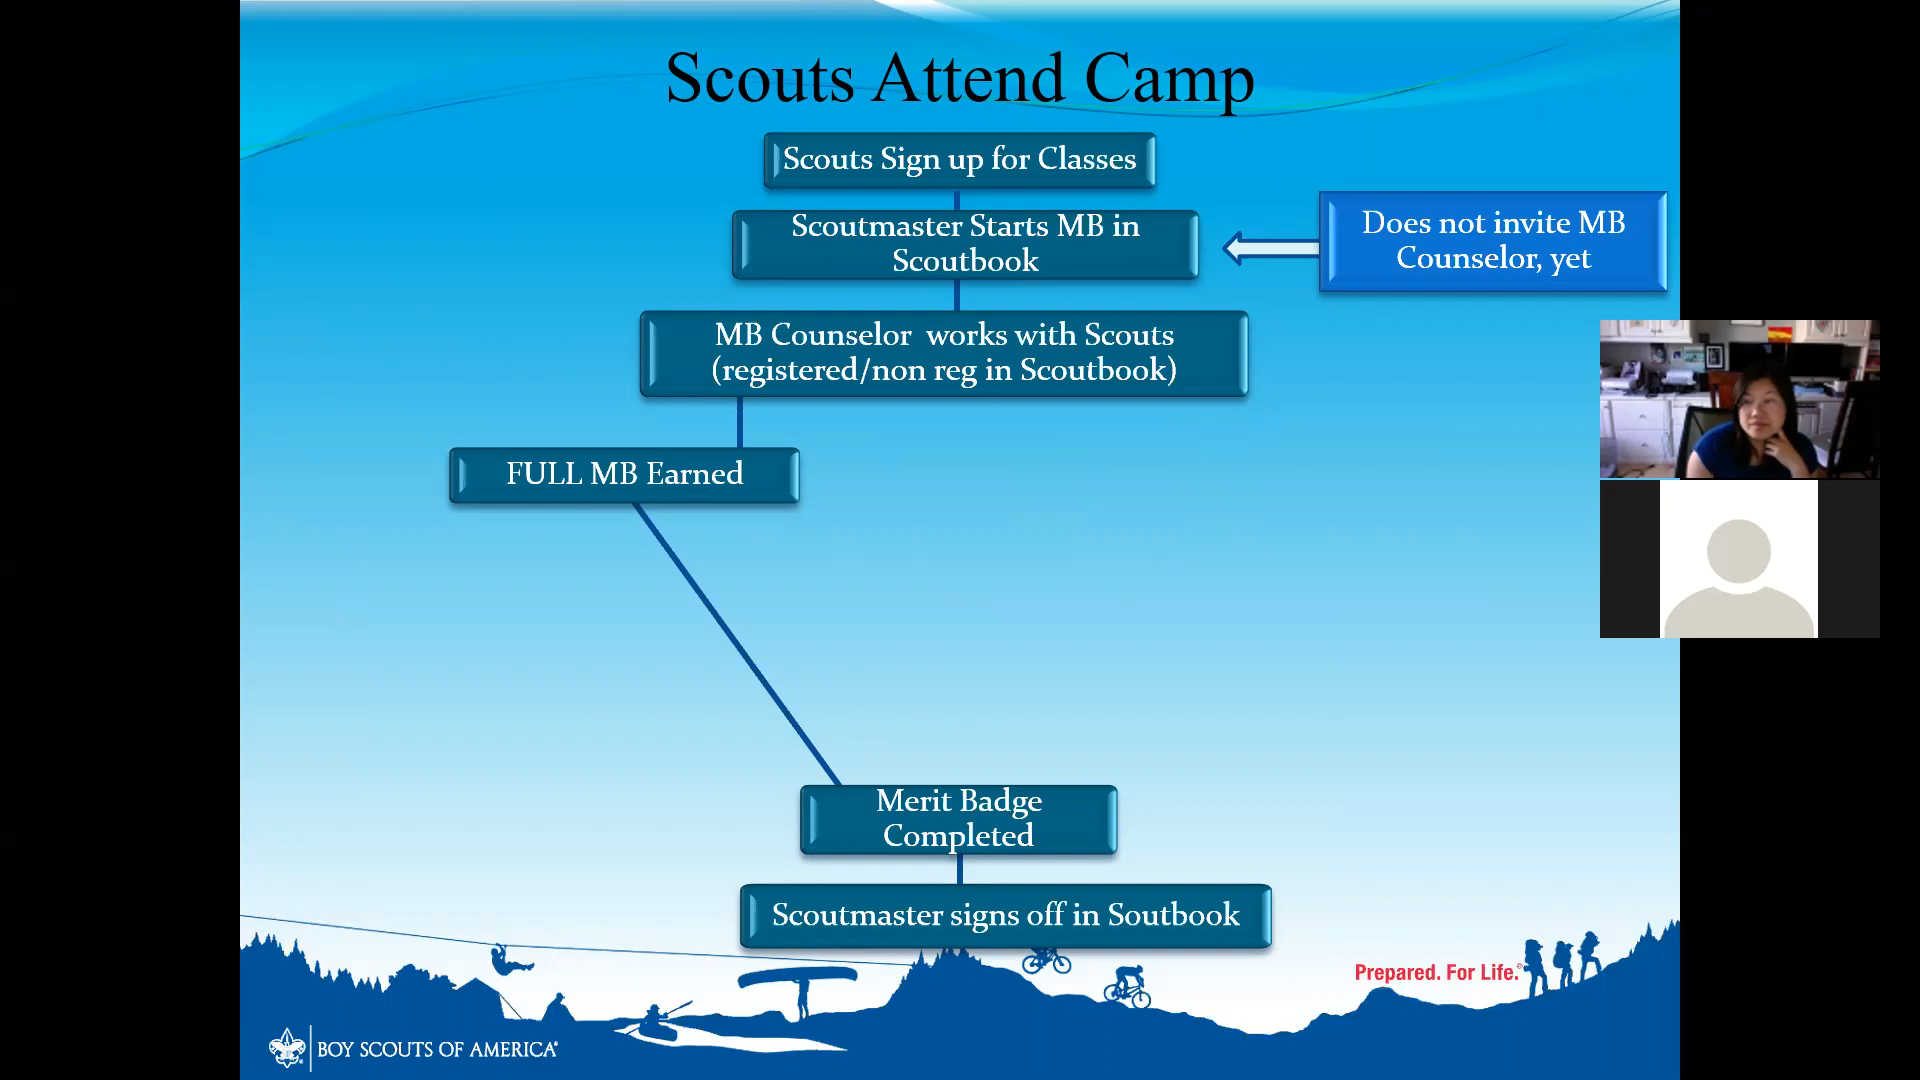 Scouts Attend Camp
Scouts Sign up for Classes
Scoutmaster Starts MB in
Scoutbook
Does not invite MB
Counselor, yet
MB Counselor works with Scouts
(registered/non reg in Scoutbook)
FULL MB Earned
Merit Badge
Completed
Scoutmaster signs off in Soutbook
Prepared. For Life.®
BOY SCOUTS OF AMERICA®